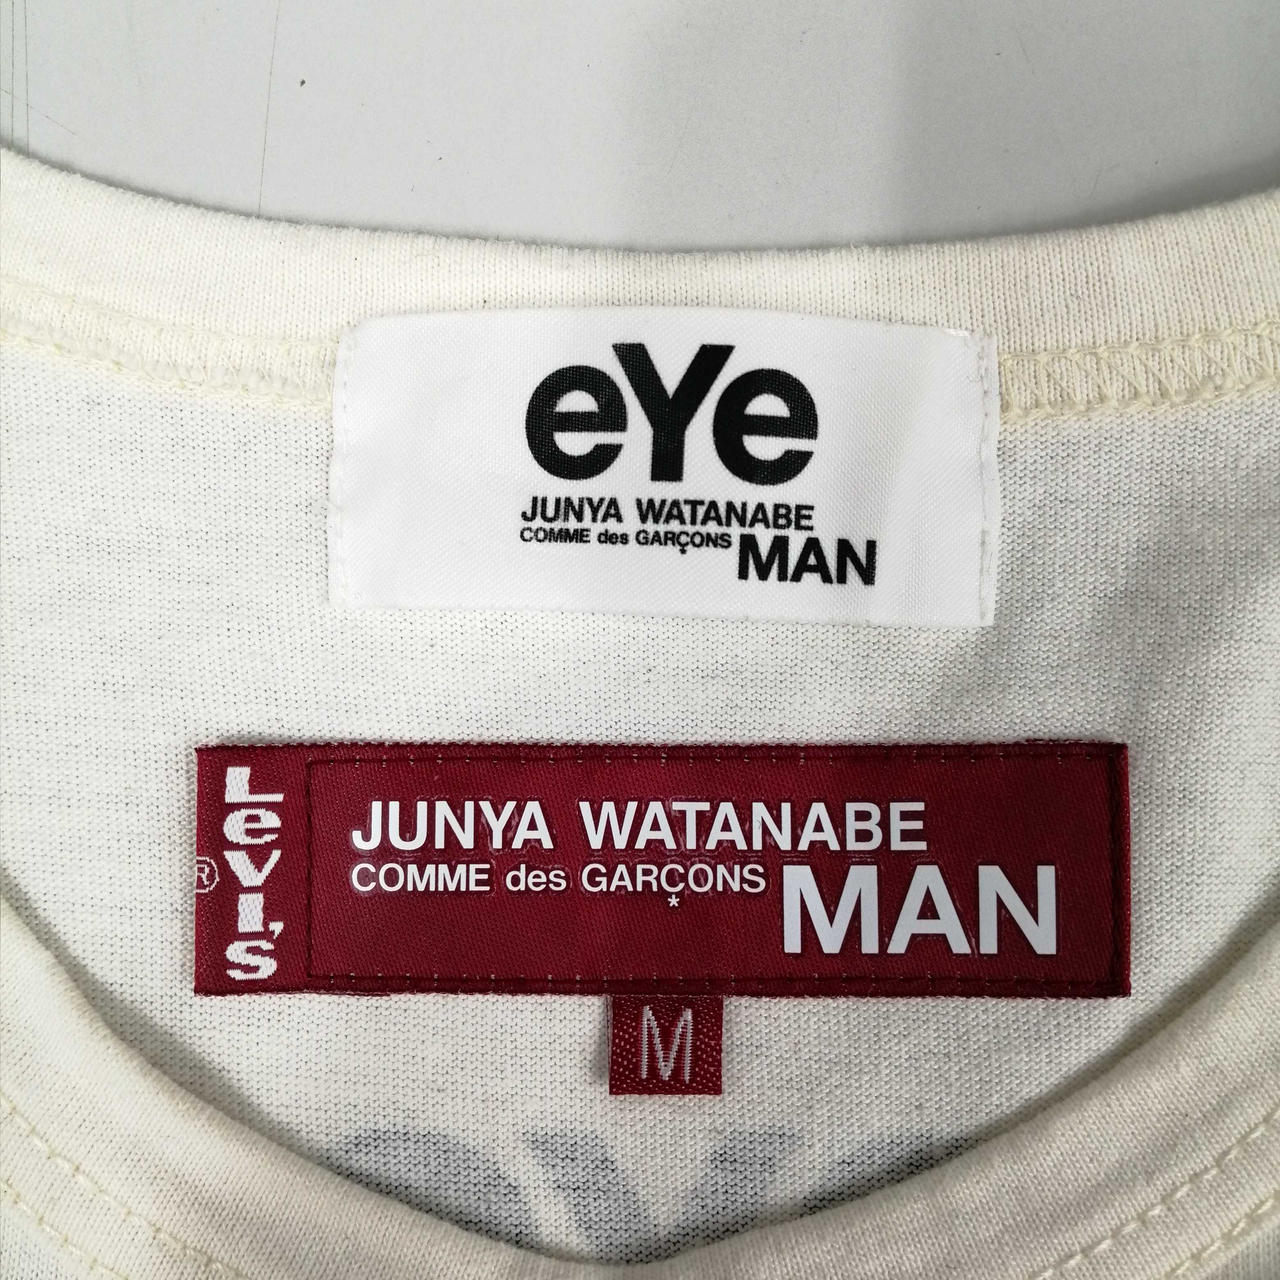 eYe
JUNYA WATANABE
COMME des GARÇONS MAN
Levi's
®
JUNYA WATANABE
COMME des GARÇONS MAN
*
M